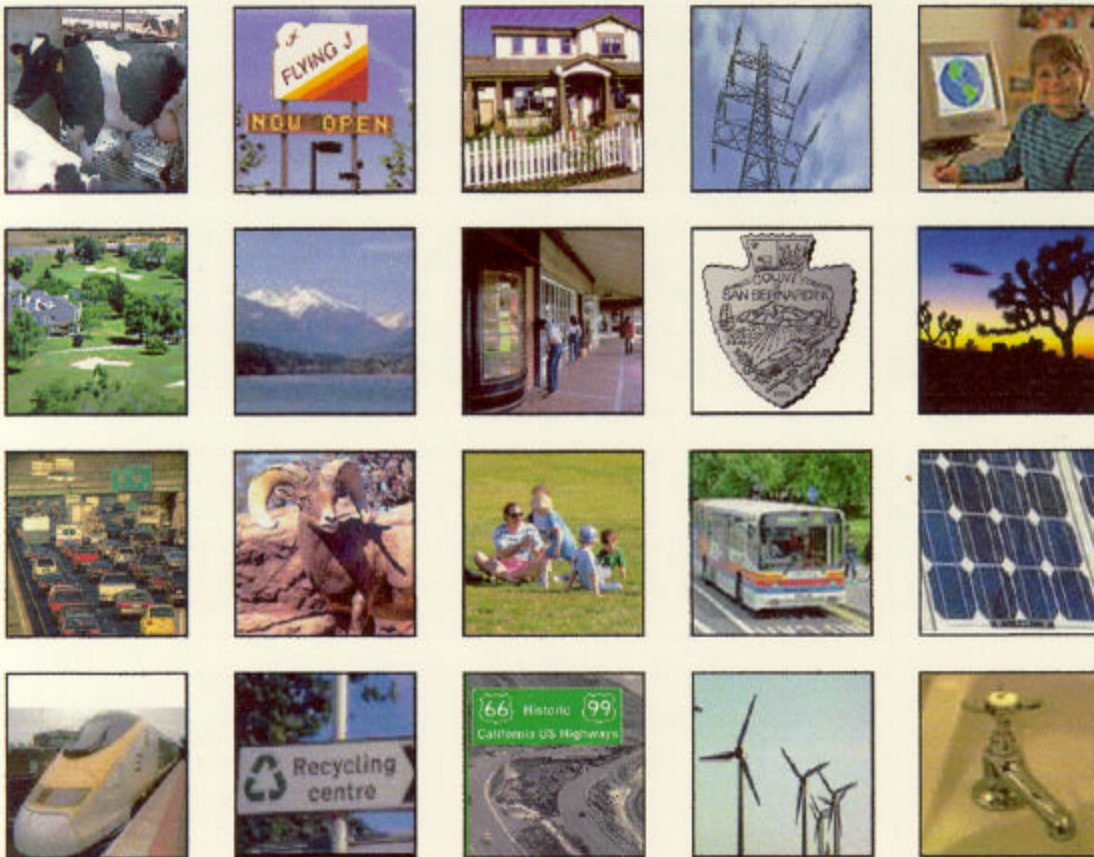 FLYING J
NOW OPEN
COUNTY
SAN BERNARDINO
66 Historic 99
California US Highways
Recycling
centre